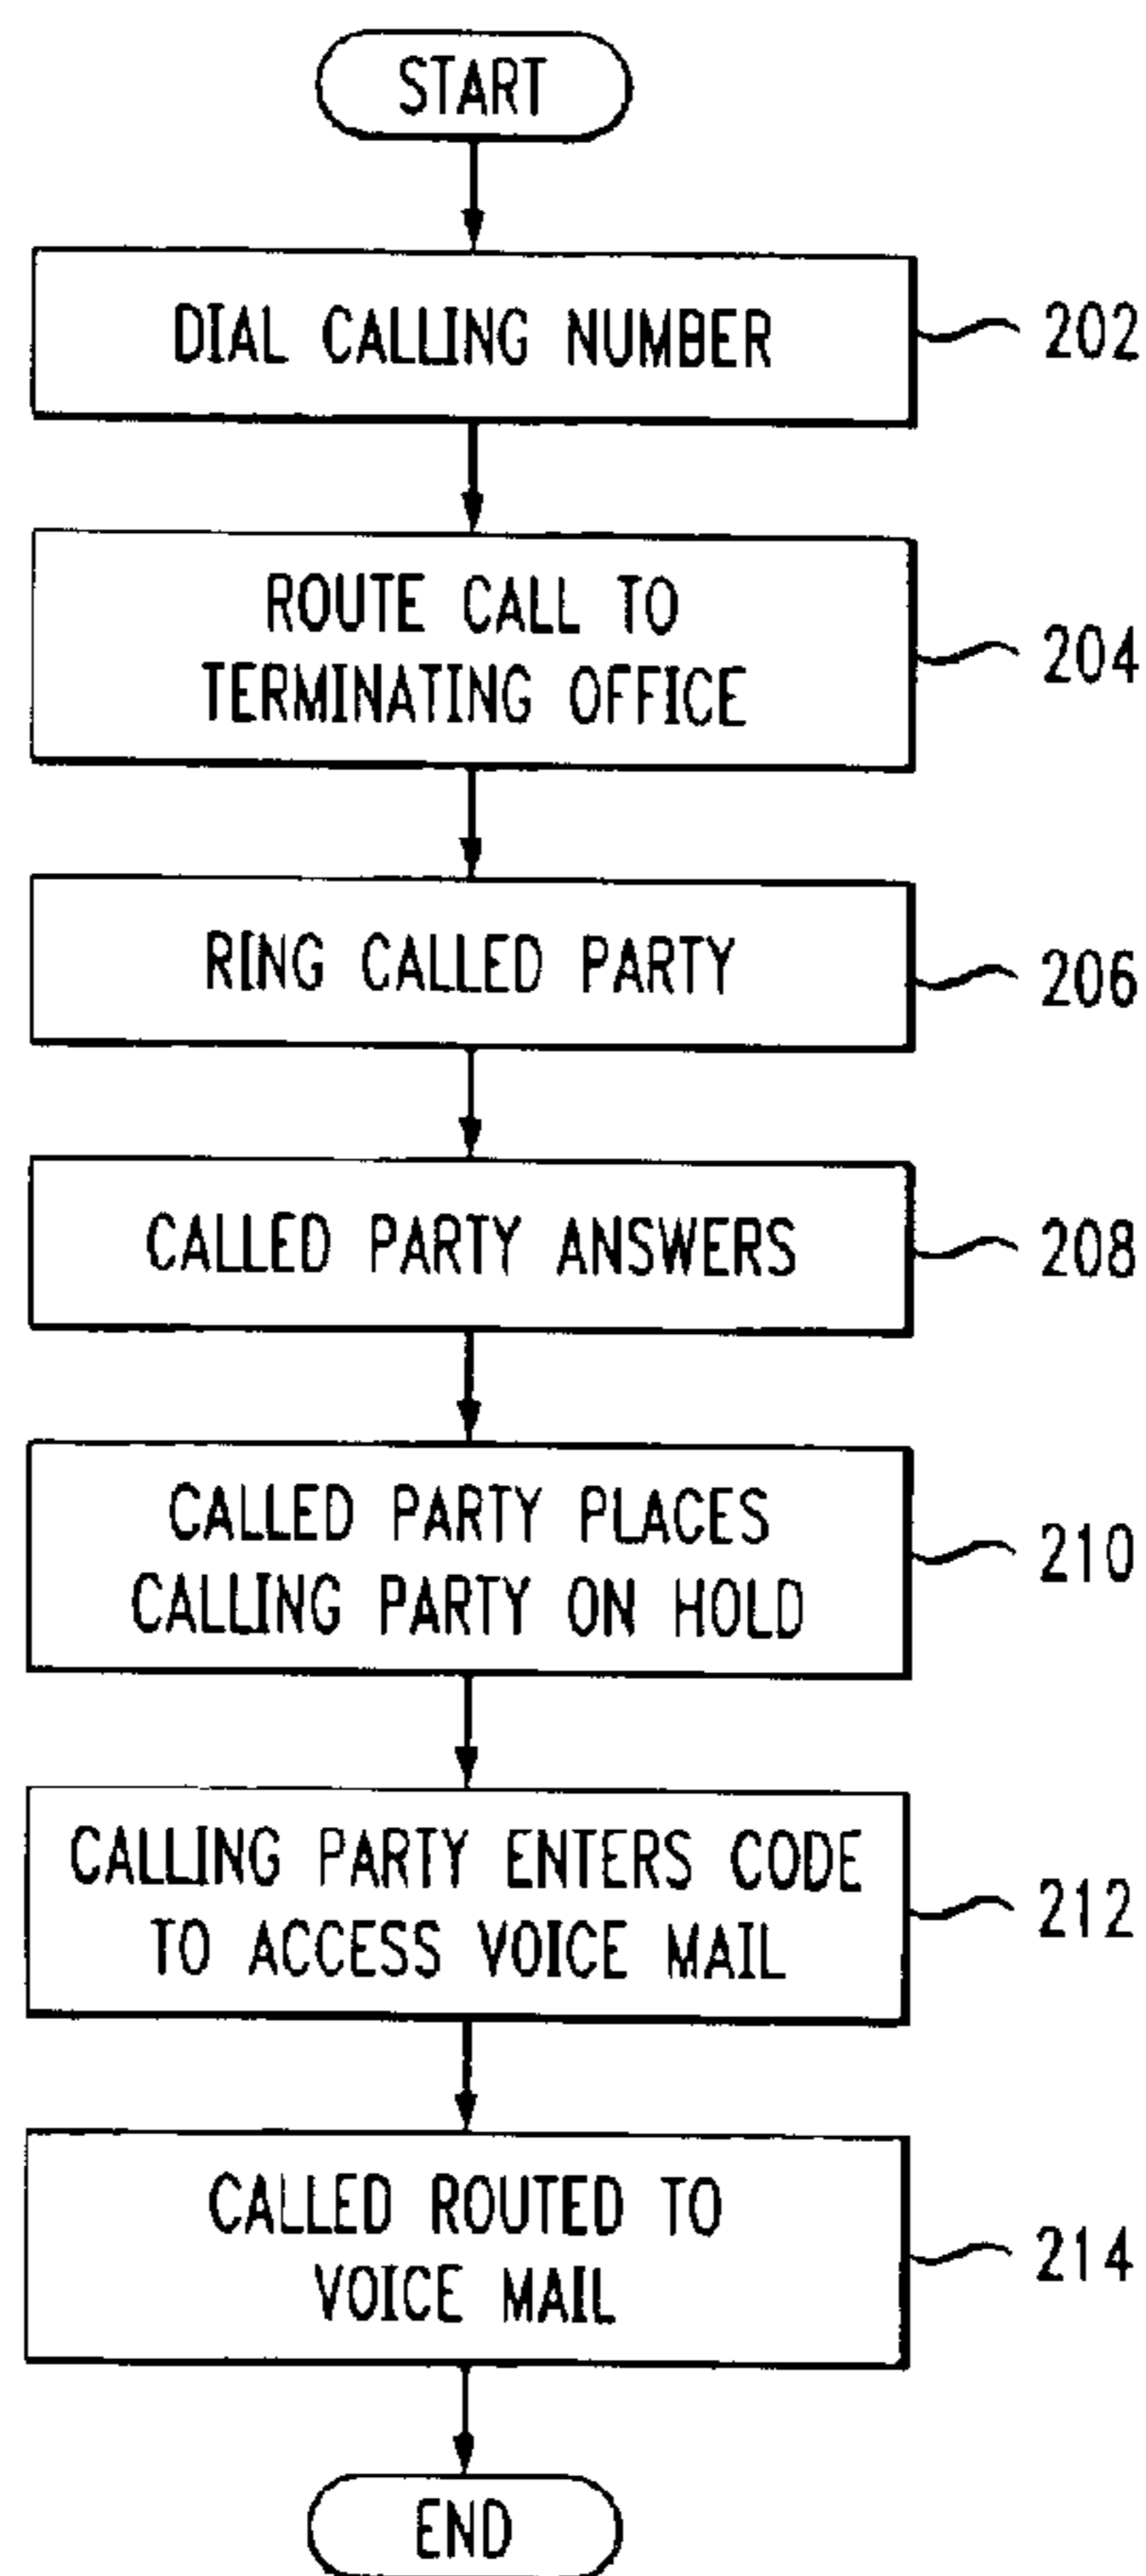 START
DIAL CALLING NUMBER
202
ROUTE CALL TO
TERMINATING OFFICE
204
RING CALLED PARTY
206
CALLED PARTY ANSWERS
208
CALLED PARTY PLACES
CALLING PARTY ON HOLD
210
CALLING PARTY ENTERS CODE
TO ACCESS VOICE MAIL
212
CALLED ROUTED TO
VOICE MAIL
214
END